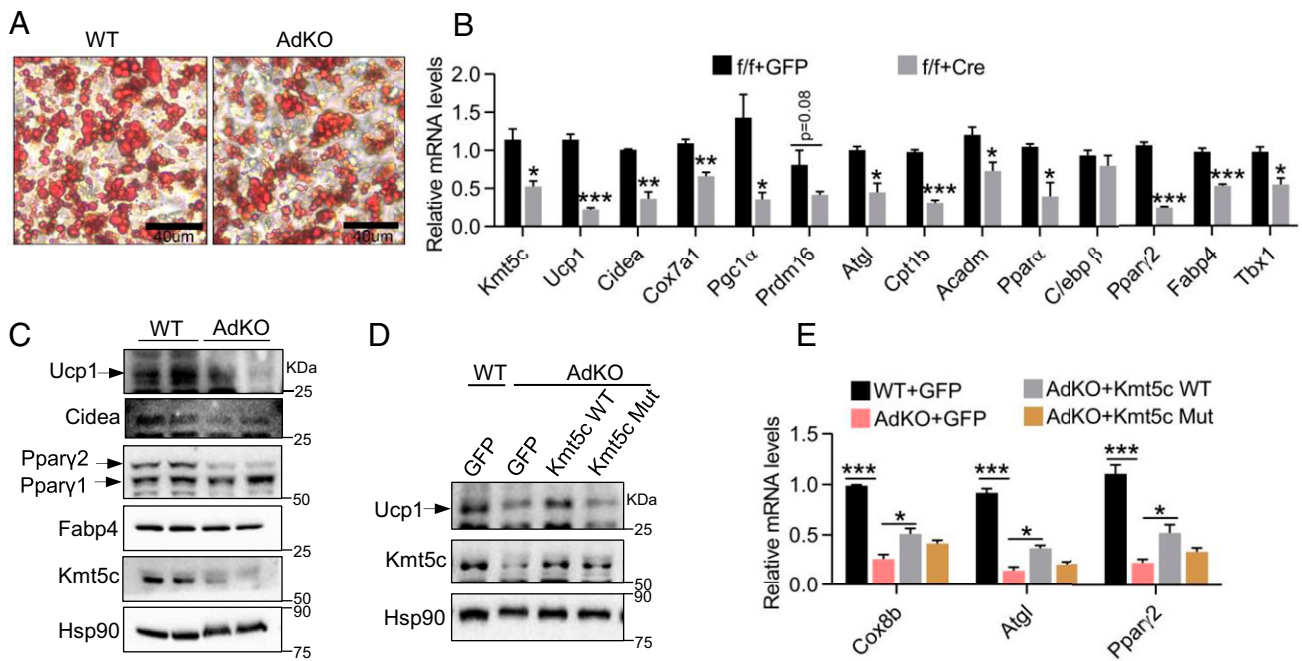 A
WT AdKO
40um 40um
B
f/f+GFP f/f+Cre
Relative mRNA levels
2.0
1.5
1.0
0.5
0.0
* *** ** ** * p=0.08 * *** * * *** *** *
Kmt5c Ucp1 Cidea Cox7a1 Pgc1α Prdm16 Atgl Cpt1b Acadm Pparα C/ebp β Pparγ2 Fabp4 Tbx1
C
WT AdKO
Ucp1 KDa
25
Cidea
25
Pparγ2
Pparγ1
50
Fabp4
25
Kmt5c
50
90
Hsp90
75
D
WT AdKO
GFP GFP Kmt5c WT Kmt5c Mut
KDa
Ucp1
25
Kmt5c
50
90
Hsp90
75
E
WT+GFP AdKO+Kmt5c WT
AdKO+GFP AdKO+Kmt5c Mut
Relative mRNA levels
1.5
1.0
0.5
0.0
*** * *** * *** *
Cox8b Atgl Pparγ2